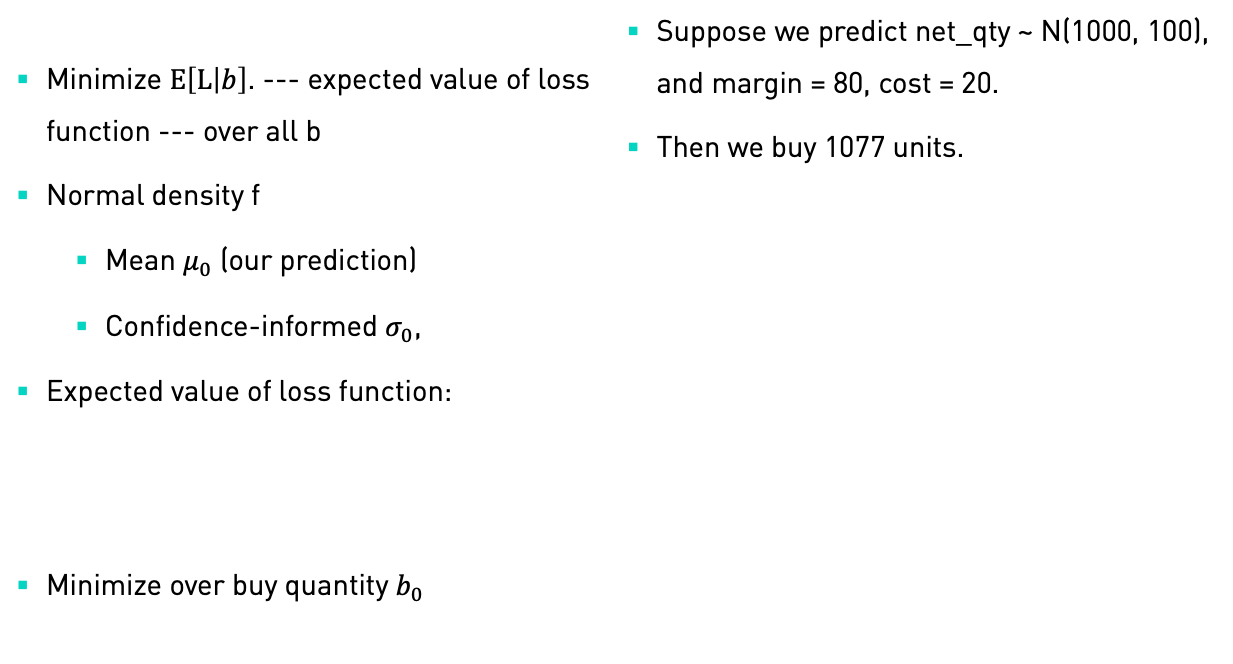 Minimize E[L|b]. --- expected value of loss
function --- over all b
Normal density f
Mean μ₀ (our prediction)
Confidence-informed σ₀,
Expected value of loss function:
Minimize over buy quantity b₀
Suppose we predict net_qty ~ N(1000, 100),
and margin = 80, cost = 20.
Then we buy 1077 units.